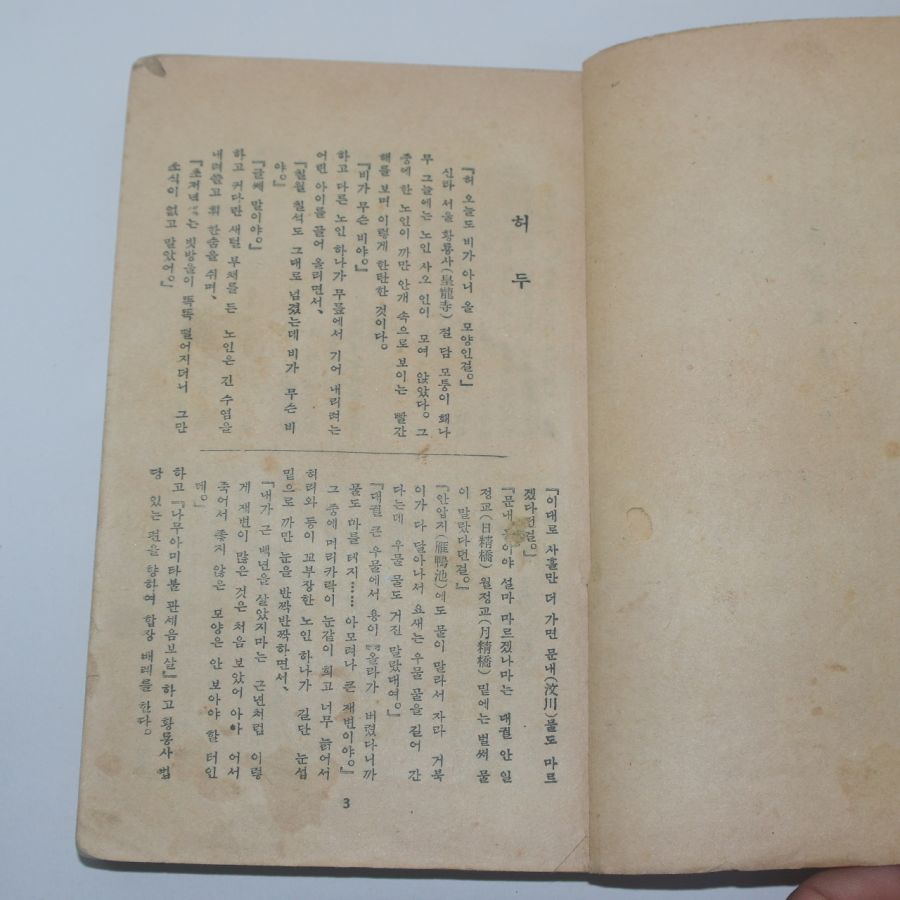 허 두
『허 오늘도 비가 아니 올 모양인걸。』
신라 서울 황룡사(皇龍寺) 절 담 모퉁이 홰나
무 그늘에는 노인 사오 인이 모여 앉았다。 그
중에 한 노인이 까만 안개 속으로 보이는 빨간
해를 보며 이렇게 한탄한 것이다。
『비가 무슨 비야。』
하고 다른 노인 하나가 무릎에서 기어 내리려는
어린 아이를 끌어 올리면서、
『칠월 칠석도 그대로 넘겼는데 비가 무슨 비
야。』
『글쎄 말이야。』
하고 커다란 새털 부채를 든 노인은 긴 수염을
내려쓸고 휘 한숨을 쉬며、
『초저녁에는 빗방울이 뚝뚝 떨어지더니 그만
소식이 없고 말았어。』
『이대로 사흘만 더 가면 문내(汶川)물도 마르
겠다던걸。』
『문내 물이야 설마 마르겠나마는 대궐 안 일
정교(日精橋) 월정교(月精橋) 밑에는 벌써 물
이 말랐다던걸。』
『안압지(雁鴨池)에도 물이 말라서 자라 거북
이가 다 달아나서 요새는 우물 물을 길어 간
다는데 우물 물도 거진 말랐대여。』
『대궐 큰 우물에서 용이 올라가 버렸다니까
물도 마를 테지…… 아모려나 큰 재변이야。』
그 중에 머리카락이 눈같이 희고 너무 늙어서
허리와 등이 꼬부장한 노인 하나가 길단 눈섭
밑으로 까만 눈을 반짝반짝하면서、
『내가 근 백년을 살았지마는 근년처럼 이렇
게 재변이 많은 것은 처음 보았어 아아 어서
죽어서 좋지 않은 모양은 안 보아야 할 터인
데。』
하고 『나무아미타불 관세음보살』하고 황룡사 법
당 있는 편을 향하여 합장 배례를 한다。
3